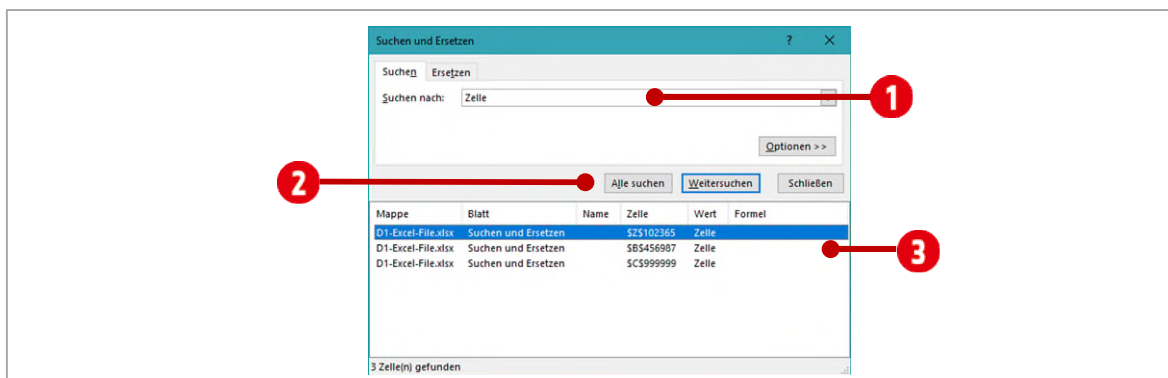 Suchen und Ersetzen ? ×
Suchen Ersetzen
Suchen nach: Zelle
1
Optionen >>
2
Alle suchen Weitersuchen Schließen
Mappe Blatt Name Zelle Wert Formel
D1-Excel-File.xlsx Suchen und Ersetzen $Z$102365 Zelle
D1-Excel-File.xlsx Suchen und Ersetzen $B$456987 Zelle
3
D1-Excel-File.xlsx Suchen und Ersetzen $C$999999 Zelle
3 Zelle(n) gefunden